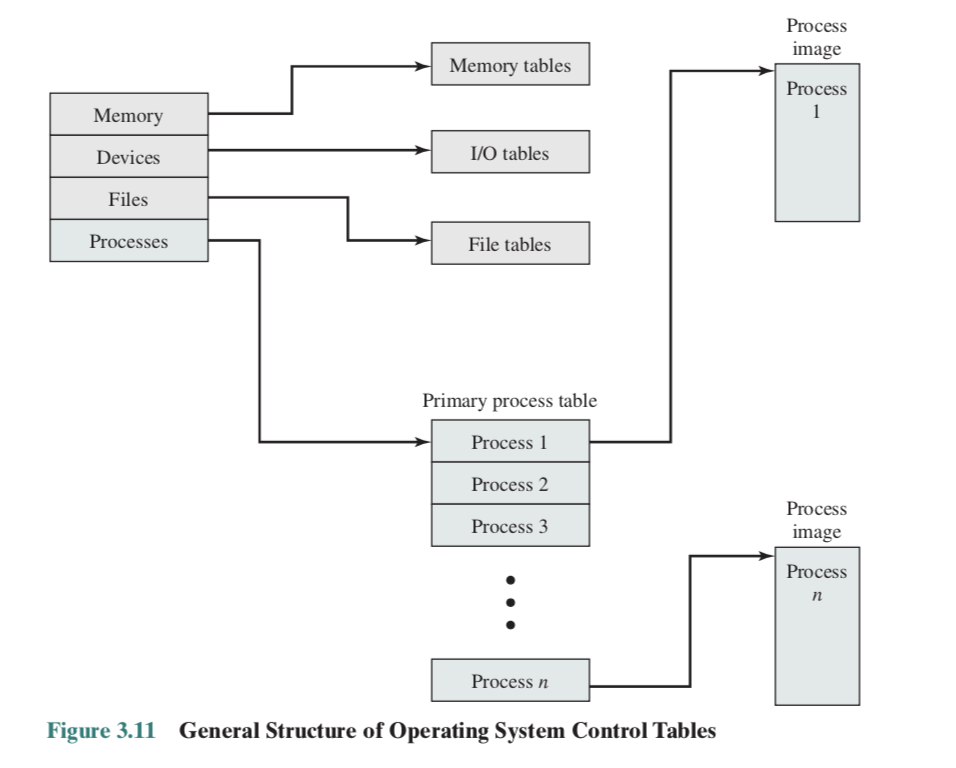 Memory
Devices
Files
Processes
Memory tables
I/O tables
File tables
Primary process table
Process 1
Process 2
Process 3
Process n
Process
image
Process
1
Process
image
Process
n
Figure 3.11 General Structure of Operating System Control Tables